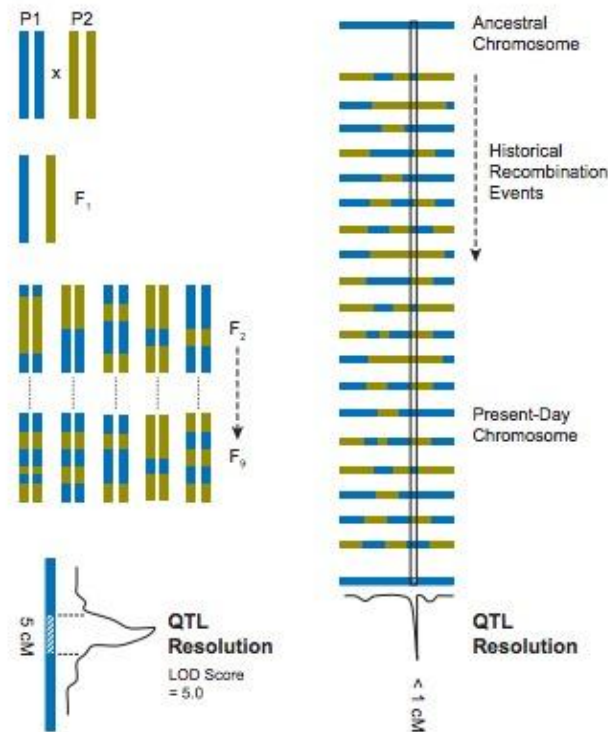 P1 P2
x
F1
F2
F9
5 cM
QTL
Resolution
LOD Score
= 5.0
Ancestral
Chromosome
Historical
Recombination
Events
Present-Day
Chromosome
QTL
Resolution
< 1 cM